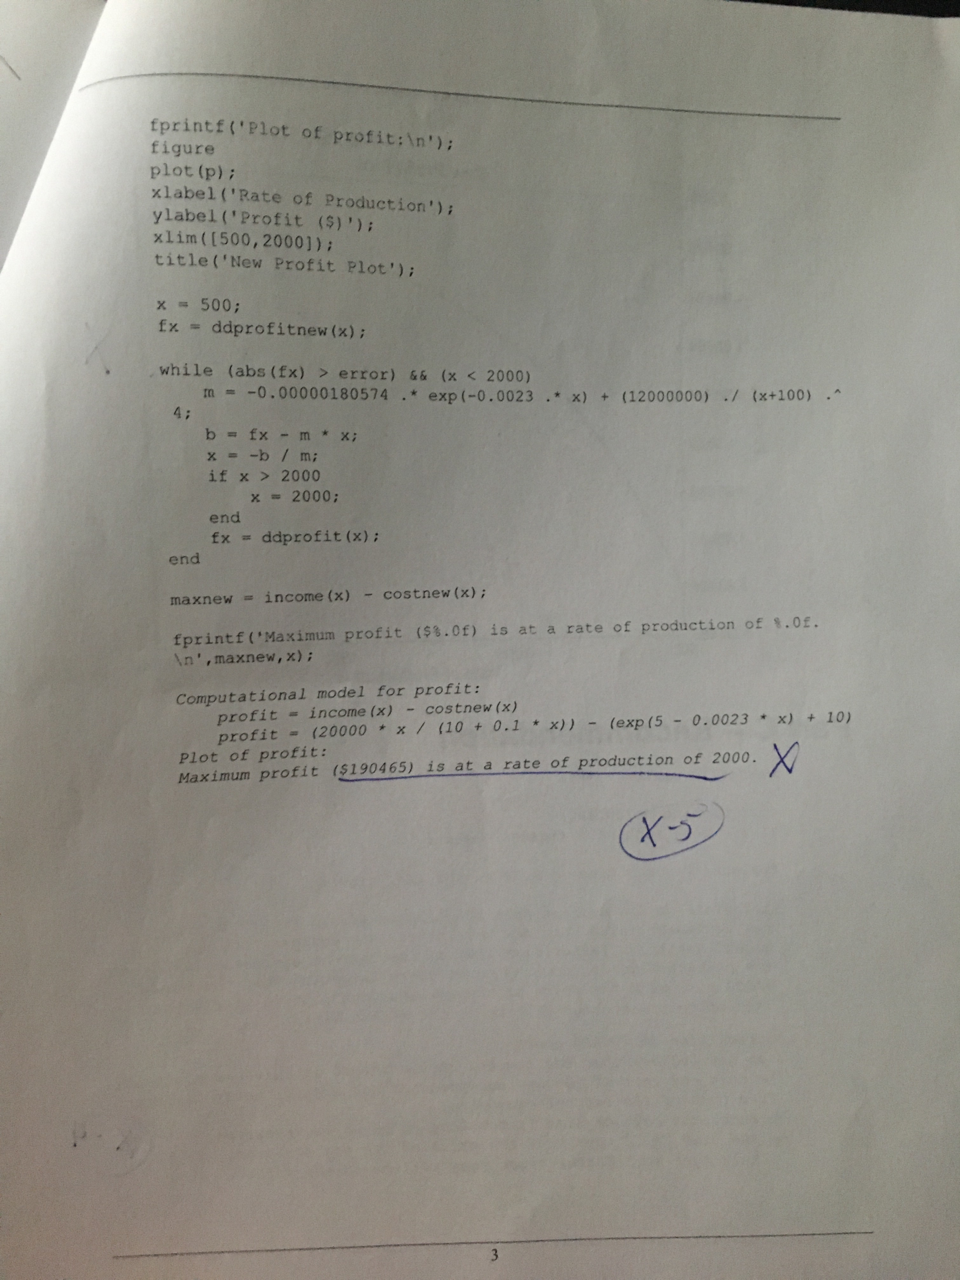 fprintf('Plot of profit:\n');
figure
plot(p);
xlabel('Rate of Production');
ylabel('Profit ($)');
xlim([500,2000]);
title('New Profit Plot');
x = 500;
fx = ddprofitnew(x);
while (abs(fx) > error) && (x < 2000)
m = -0.00000180574 .* exp(-0.0023 .* x) + (12000000) ./ (x+100) .^
4;
b = fx - m * x;
x = -b / m;
if x > 2000
x = 2000;
end
fx = ddprofit(x);
end
maxnew = income(x) - costnew(x);
fprintf('Maximum profit ($%.0f) is at a rate of production of %.0f.
\n',maxnew,x);
Computational model for profit:
profit = income(x) - costnew(x)
profit = (20000 * x / (10 + 0.1 * x)) - (exp(5 - 0.0023 * x) + 10)
Plot of profit:
Maximum profit ($190465) is at a rate of production of 2000. X
X-5
3